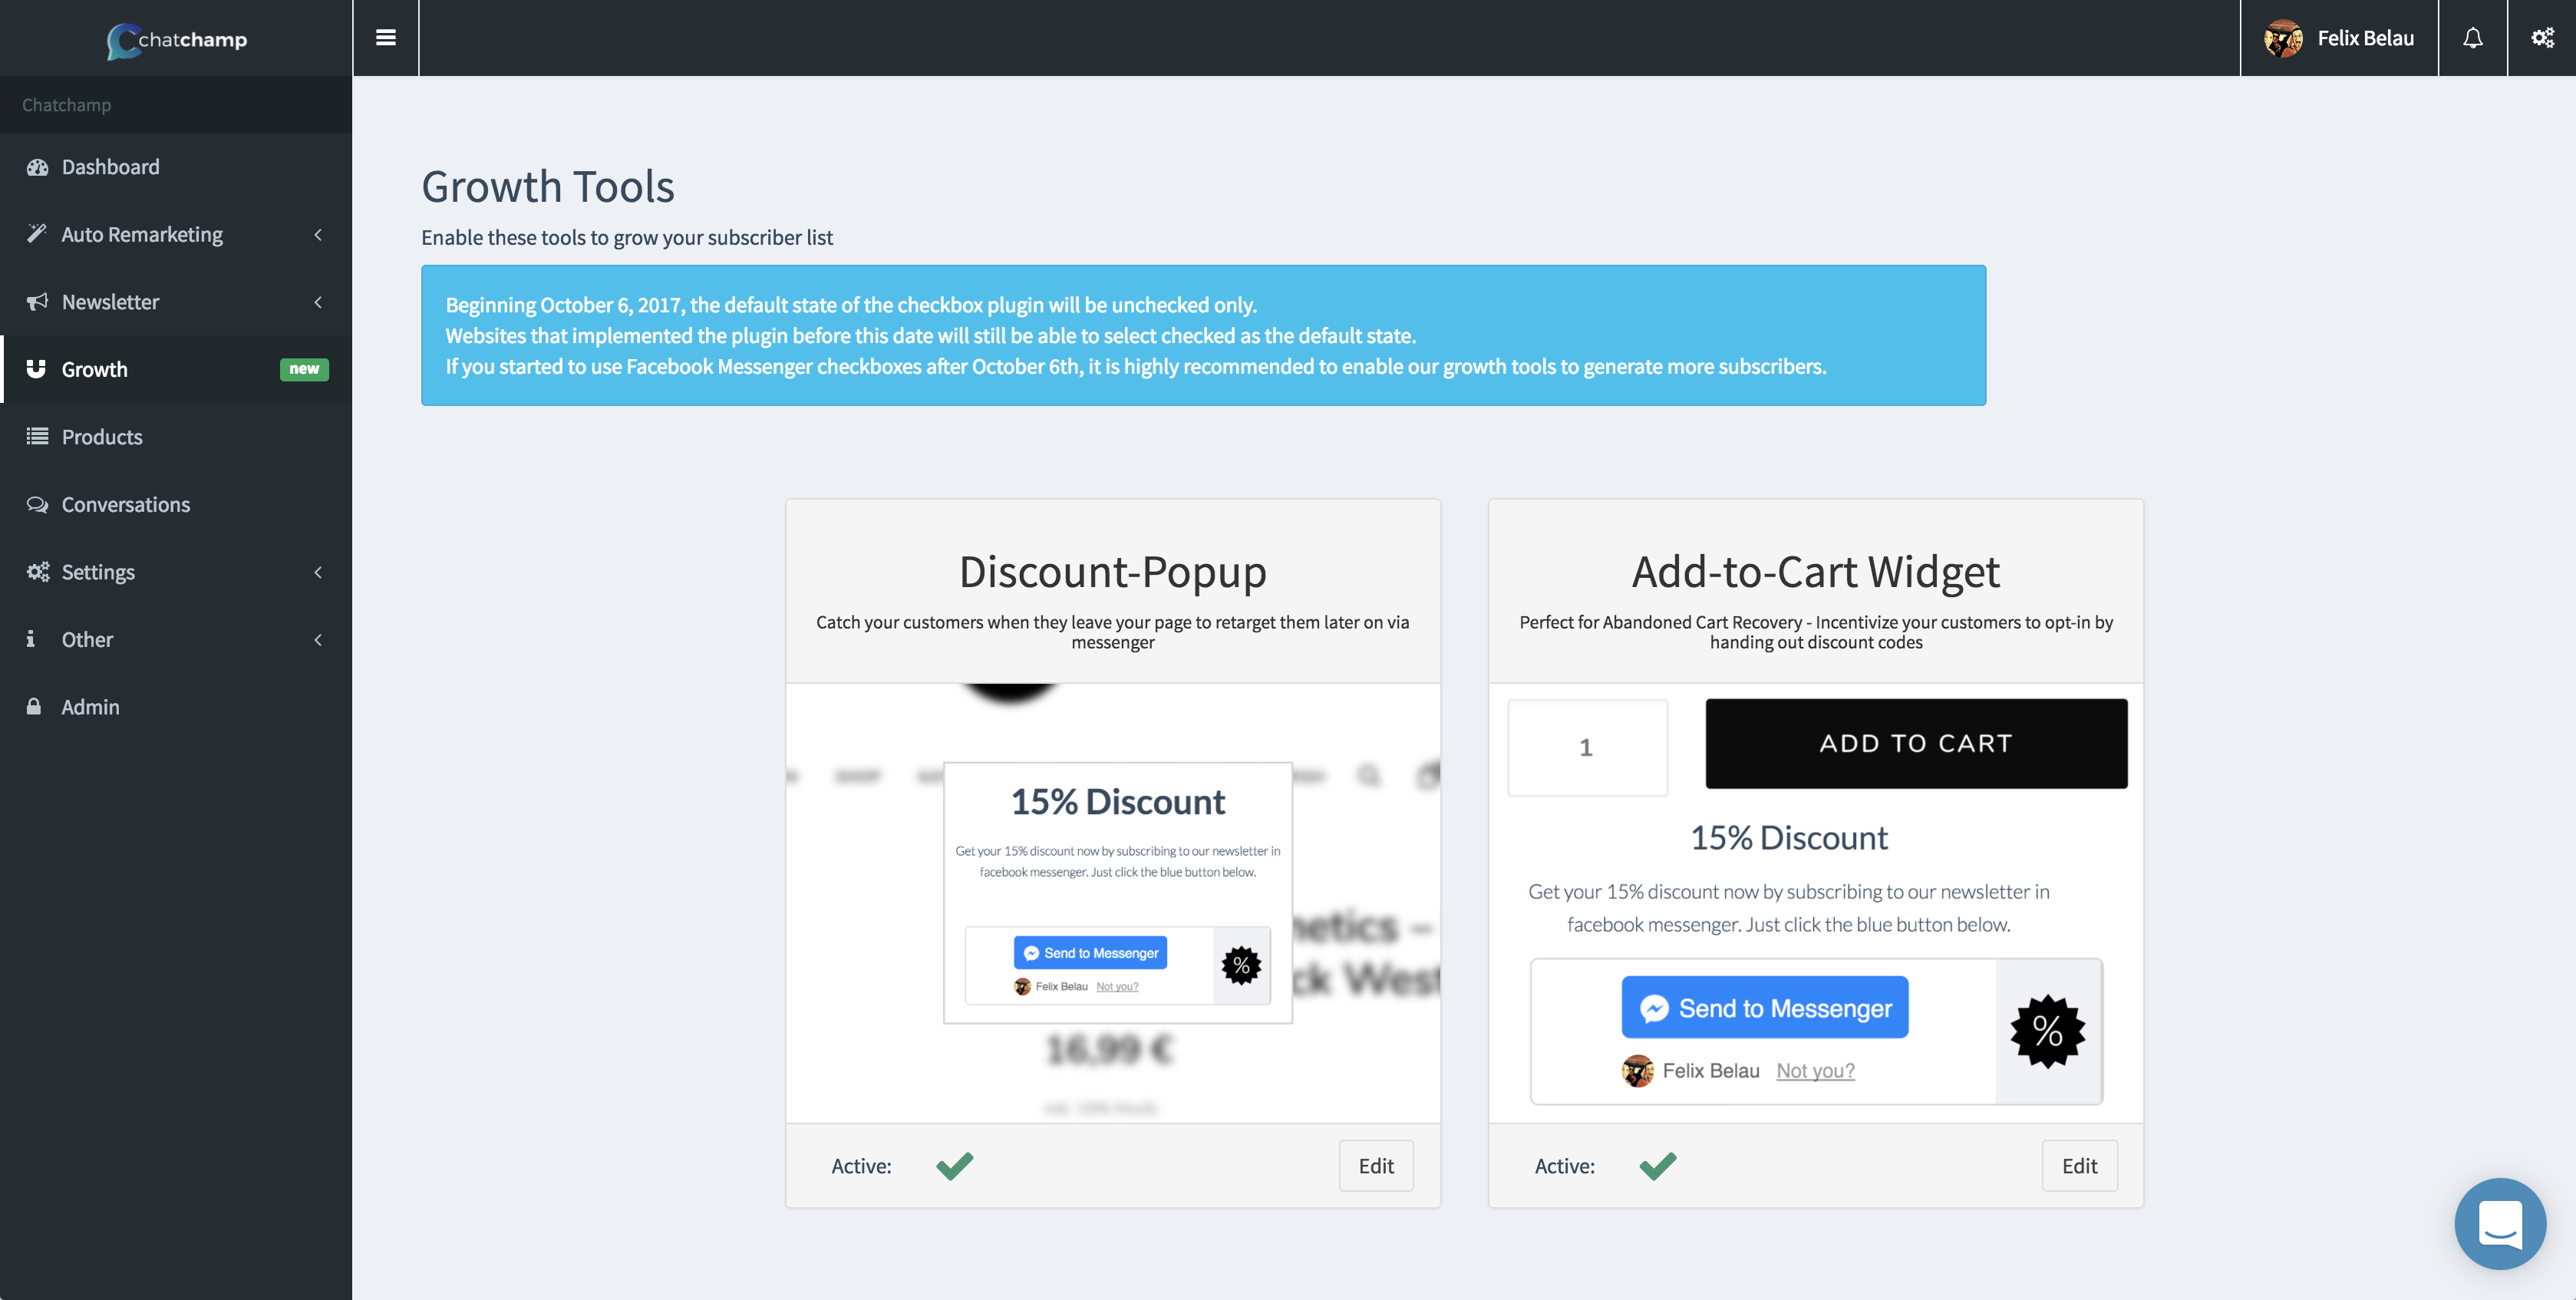 chatchamp
Felix Belau
Chatchamp
Dashboard
Auto Remarketing
Newsletter
Growth new
Products
Conversations
Settings
Other
Admin
Growth Tools
Enable these tools to grow your subscriber list
Beginning October 6, 2017, the default state of the checkbox plugin will be unchecked only.
Websites that implemented the plugin before this date will still be able to select checked as the default state.
If you started to use Facebook Messenger checkboxes after October 6th, it is highly recommended to enable our growth tools to generate more subscribers.
Discount-Popup
Catch your customers when they leave your page to retarget them later on via
messenger
SHOP
15% Discount
Get your 15% discount now by subscribing to our newsletter in
facebook messenger. Just click the blue button below.
netics –
ck West
Send to Messenger
%
Felix Belau Not you?
16,99 €
Active: Edit
Add-to-Cart Widget
Perfect for Abandoned Cart Recovery - Incentivize your customers to opt-in by
handing out discount codes
1 ADD TO CART
15% Discount
Get your 15% discount now by subscribing to our newsletter in
facebook messenger. Just click the blue button below.
Send to Messenger
%
Felix Belau Not you?
Active: Edit